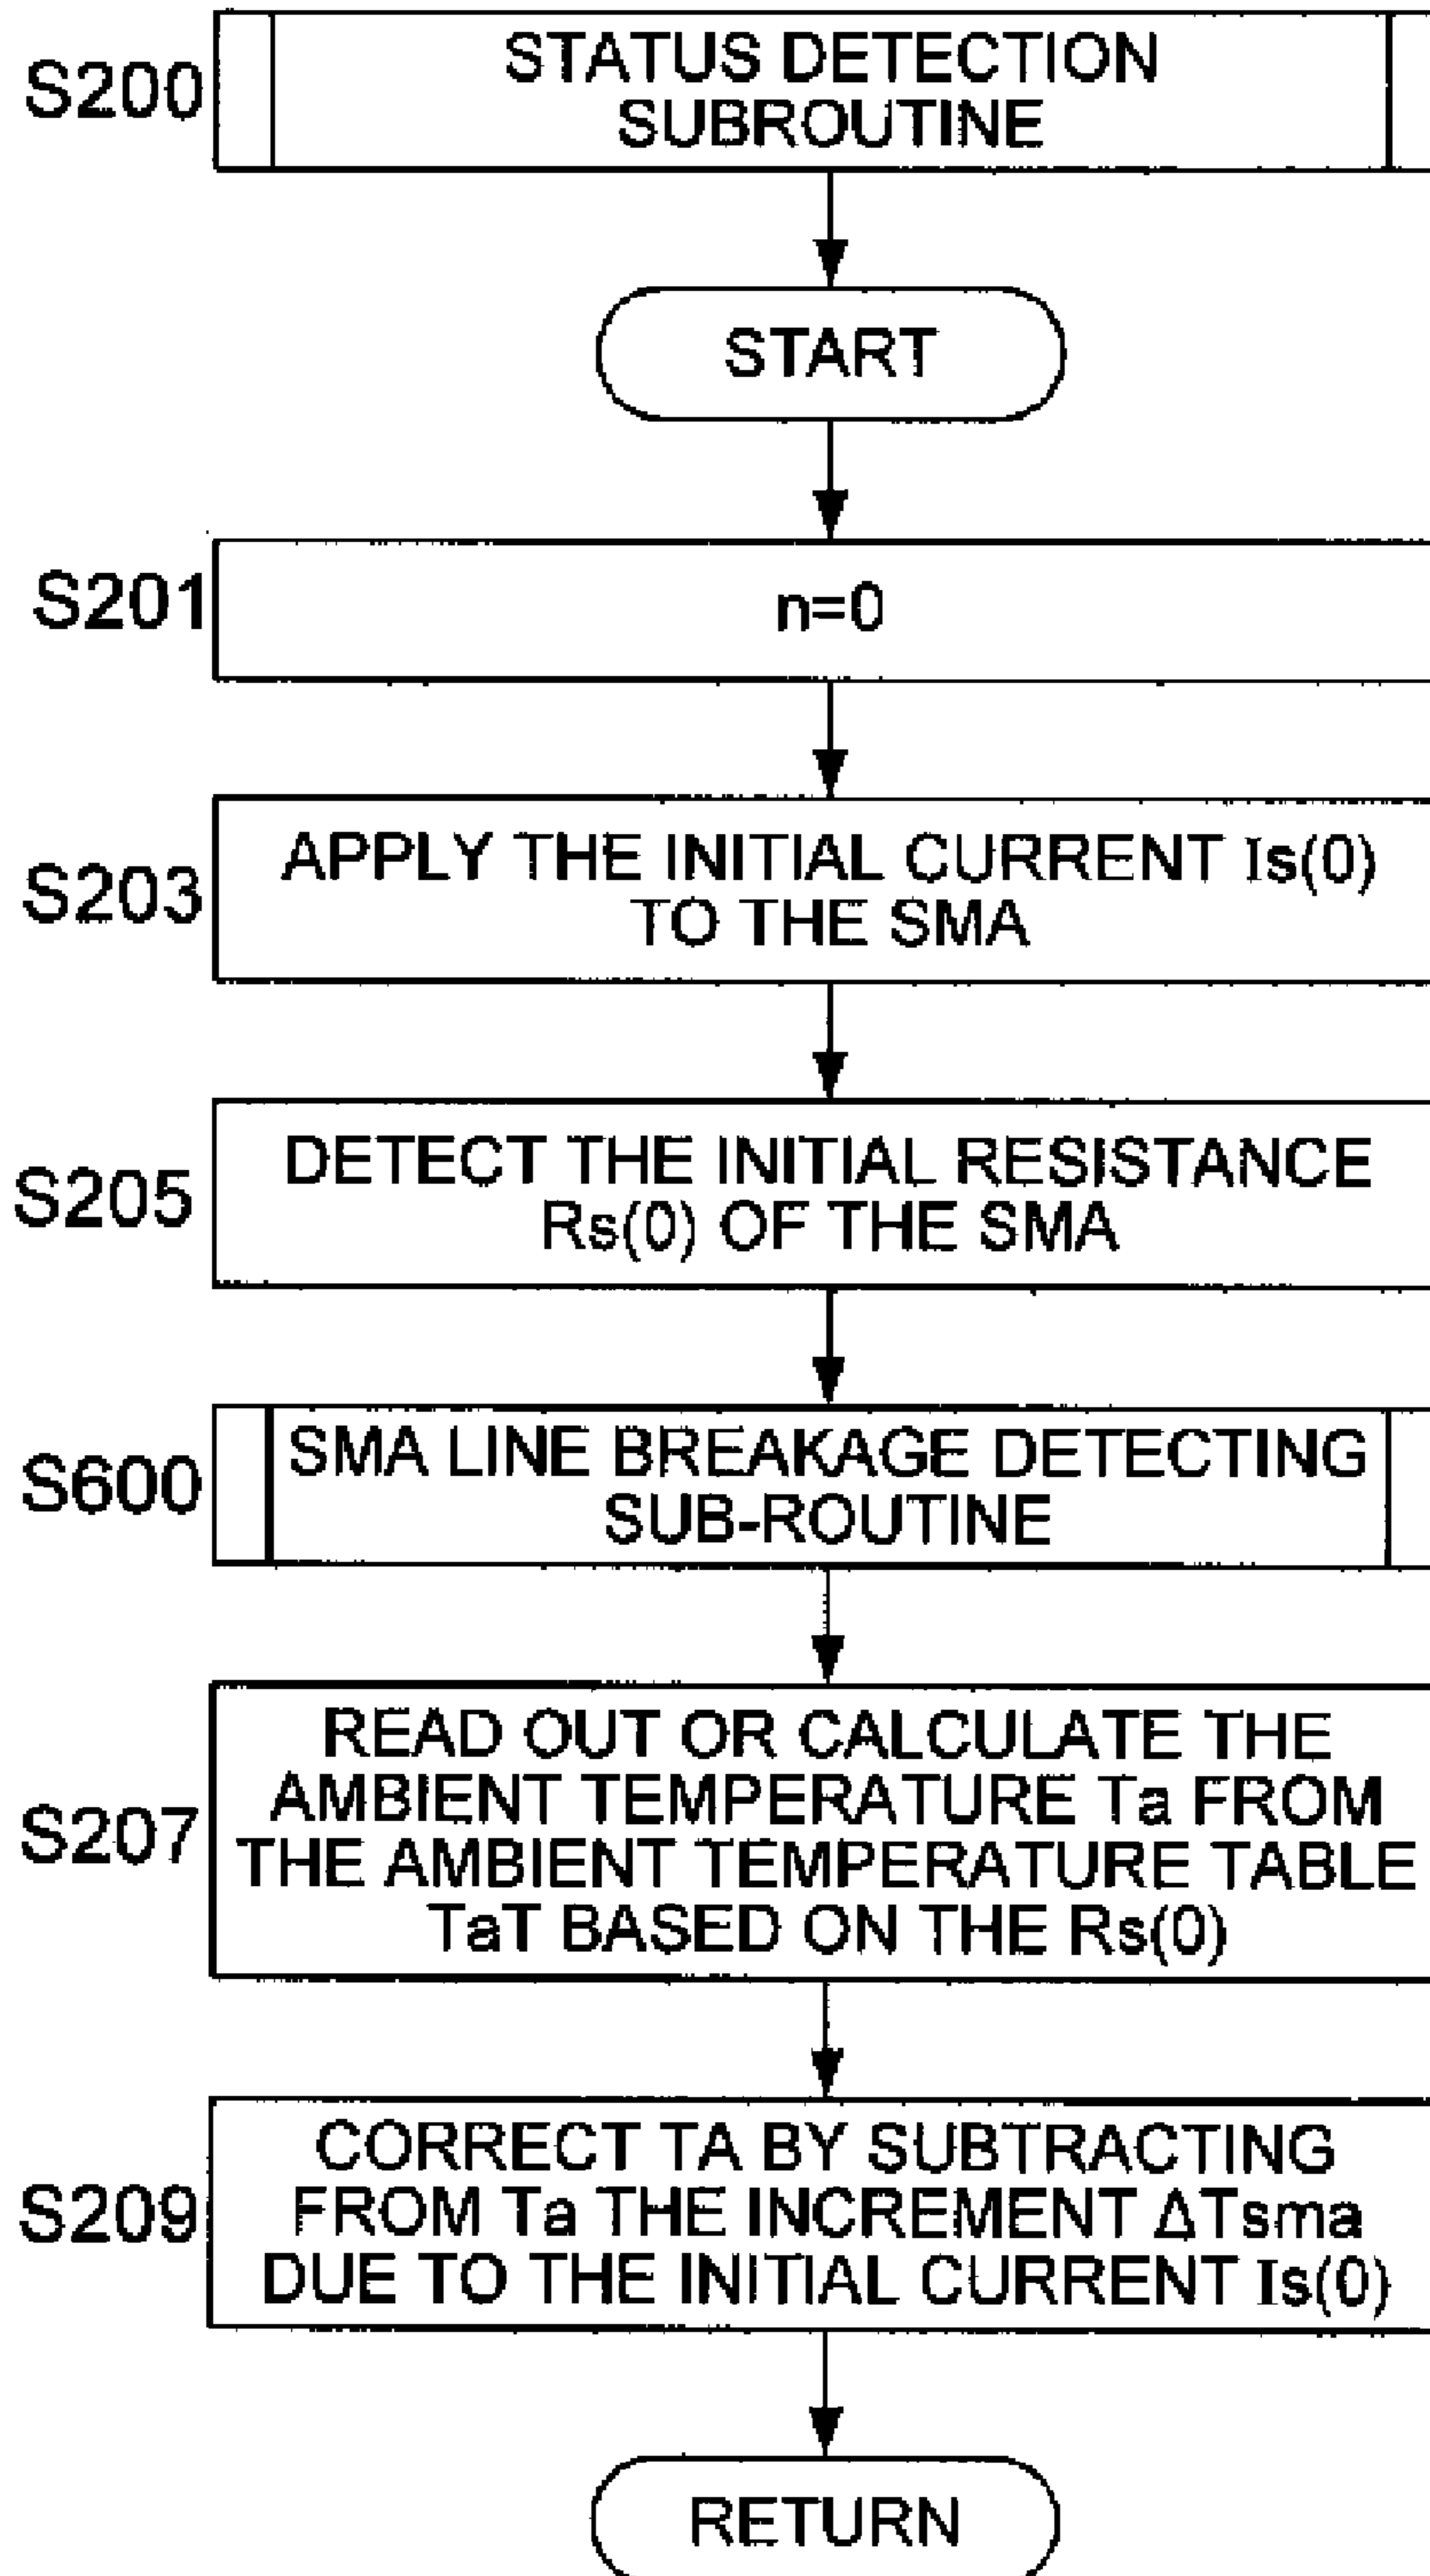 S200
STATUS DETECTION
SUBROUTINE
START
S201
n=0
S203
APPLY THE INITIAL CURRENT Is(0)
TO THE SMA
S205
DETECT THE INITIAL RESISTANCE
Rs(0) OF THE SMA
S600
SMA LINE BREAKAGE DETECTING
SUB-ROUTINE
S207
READ OUT OR CALCULATE THE
AMBIENT TEMPERATURE Ta FROM
THE AMBIENT TEMPERATURE TABLE
TaT BASED ON THE Rs(0)
S209
CORRECT TA BY SUBTRACTING
FROM Ta THE INCREMENT ΔTsma
DUE TO THE INITIAL CURRENT Is(0)
RETURN